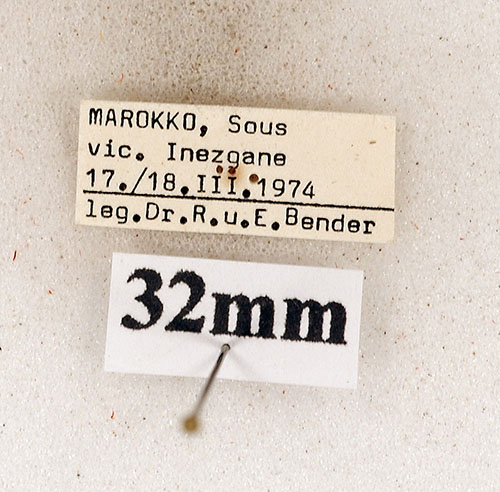 MAROKKO, Sous
vic. Inezgane
17./18.III.1974
leg.Dr.R.u.E.Bender
32mm